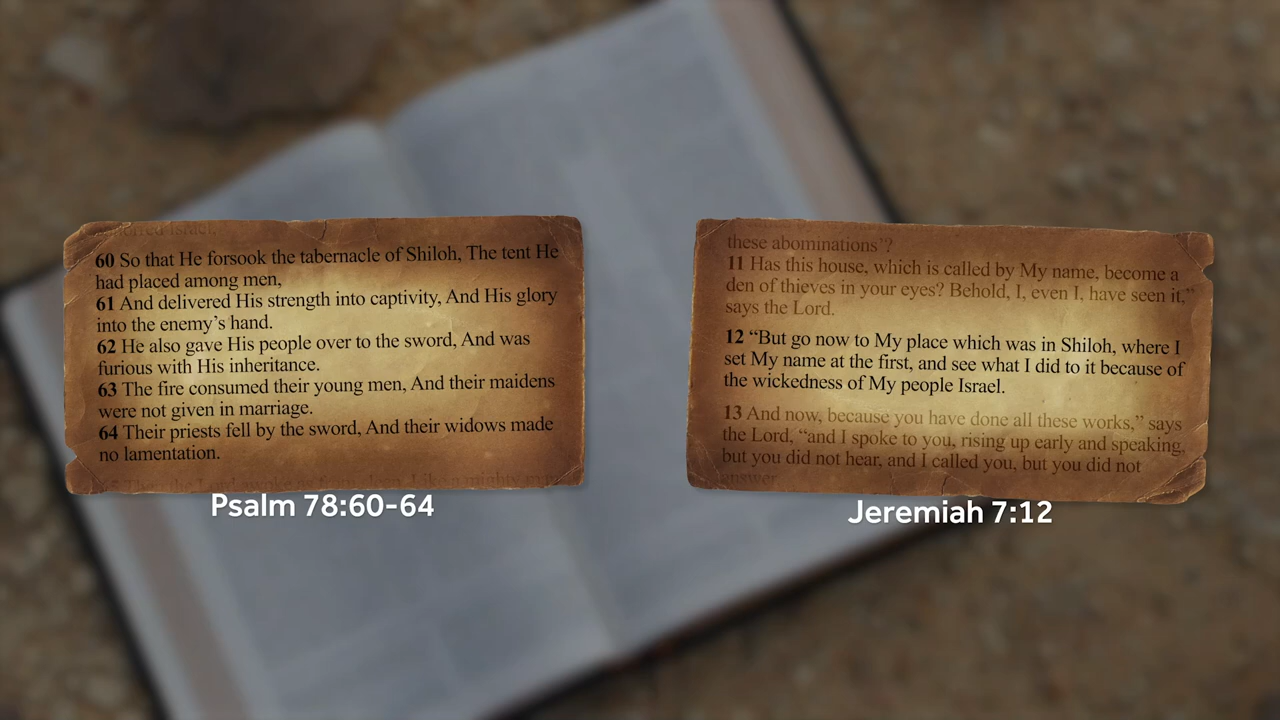 60 So that He forsook the tabernacle of Shiloh, The tent He
had placed among men,
61 And delivered His strength into captivity, And His glory
into the enemy's hand.
62 He also gave His people over to the sword, And was
furious with His inheritance.
63 The fire consumed their young men, And their maidens
were not given in marriage.
64 Their priests fell by the sword, And their widows made
no lamentation.
Psalm 78:60-64
these abominations'?
11 Has this house, which is called by My name, become a
den of thieves in your eyes? Behold, I, even I, have seen it,”
says the Lord.
12 “But go now to My place which was in Shiloh, where I
set My name at the first, and see what I did to it because of
the wickedness of My people Israel.
13 And now, because you have done all these works,” says
the Lord, “and I spoke to you, rising up early and speaking,
but you did not hear, and I called you, but you did not
answer
Jeremiah 7:12